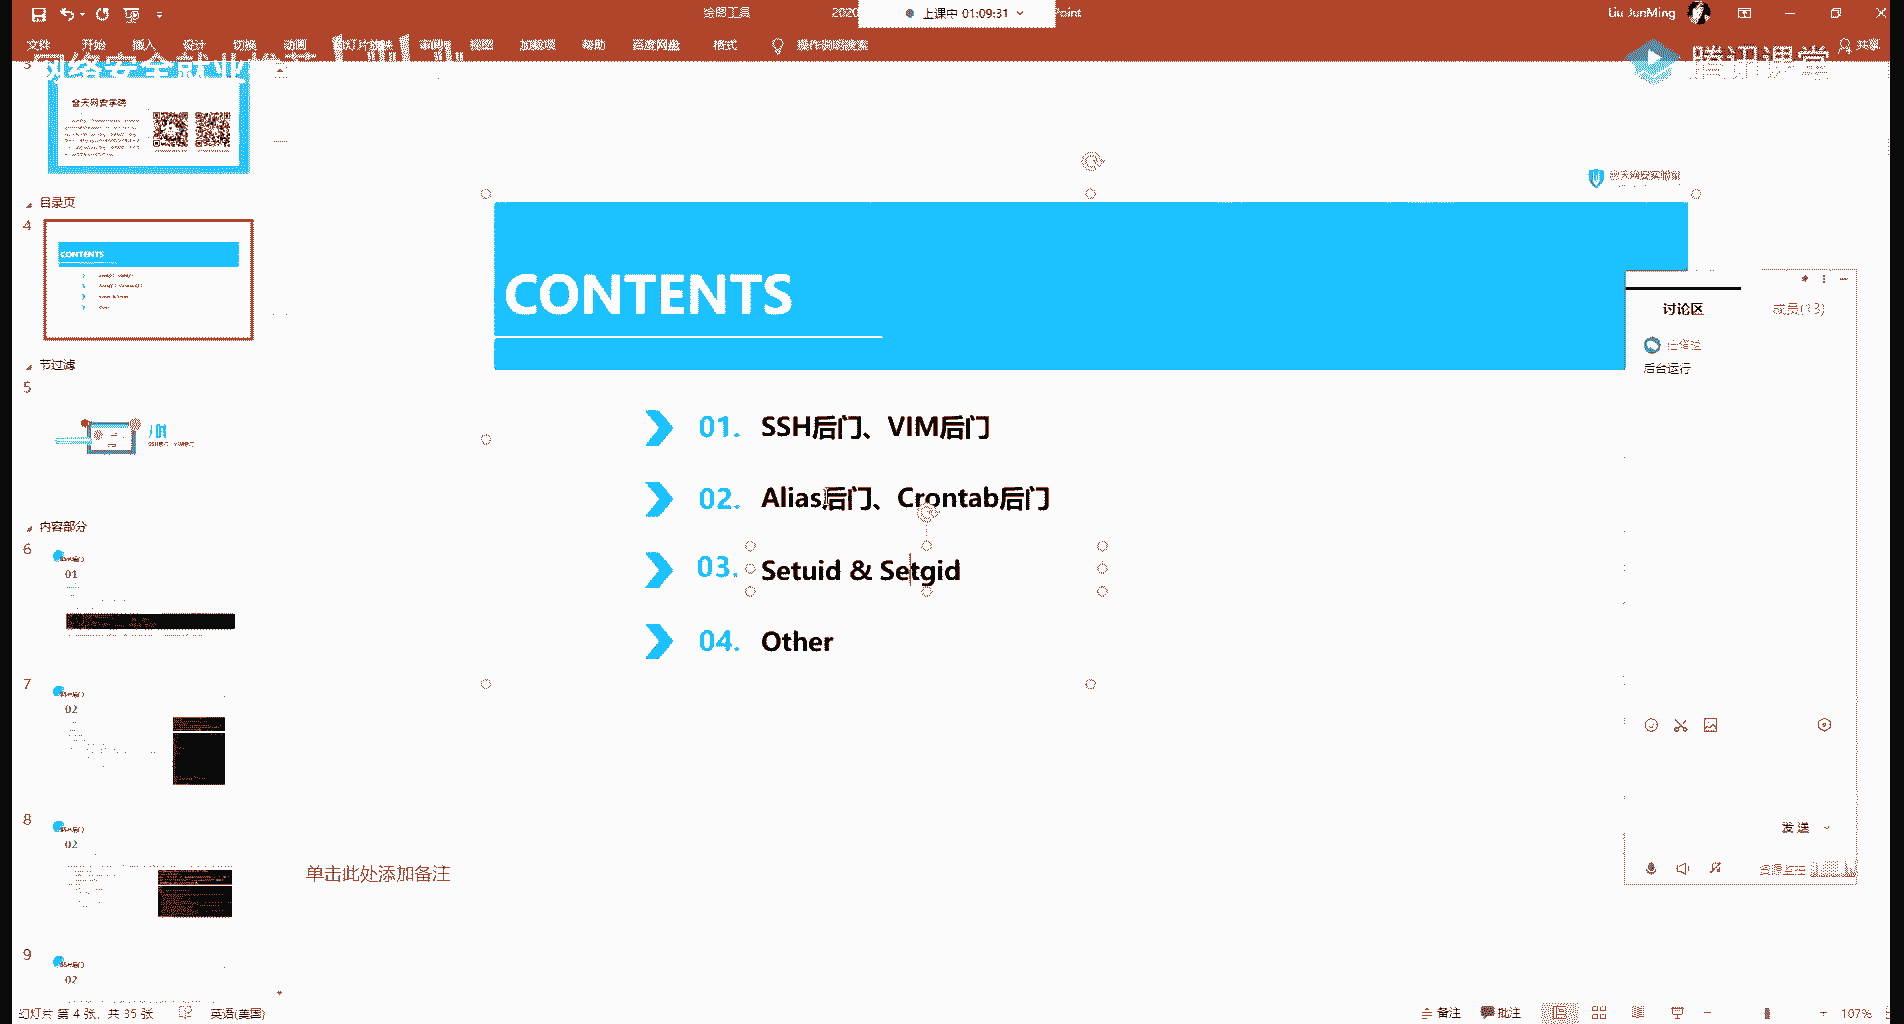 绘图工具
2020
上课中 01:09:31
Point
Liu JunMing
文件 开始 插入 设计 切换 动画 幻灯片放映 审阅 视图 加载项 帮助 百度网盘 格式 操作说明搜索
共享
网络安全就业
腾讯课堂
合天网安实验室
目录页
4
CONTENTS
节过滤
5
内容部分
6
01
7
02
8
02
9
02
CONTENTS
01. SSH后门、VIM后门
02. Alias后门、Crontab后门
03. Setuid & Setgid
04. Other
讨论区 成员(13)
后台运行
发送
单击此处添加备注
幻灯片 第 4 张，共 35 张 英语(美国)
备注 批注 107%